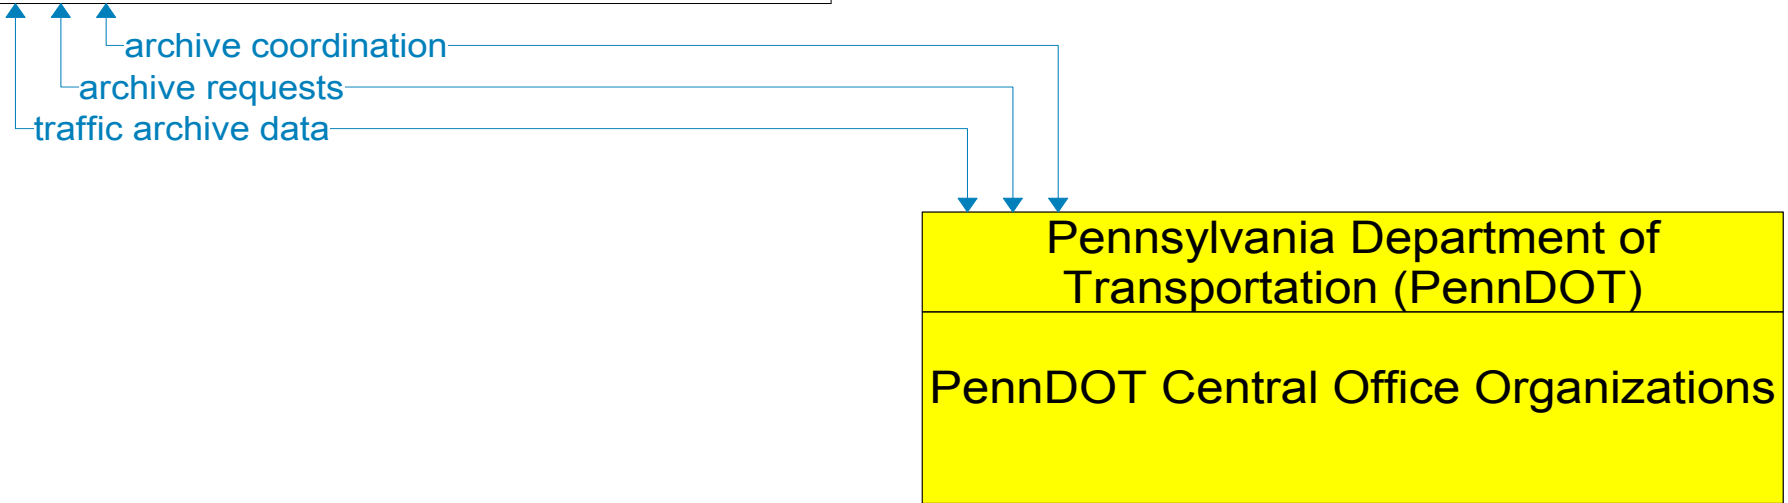 archive coordination
archive requests
traffic archive data
Pennsylvania Department of
Transportation (PennDOT)
PennDOT Central Office Organizations